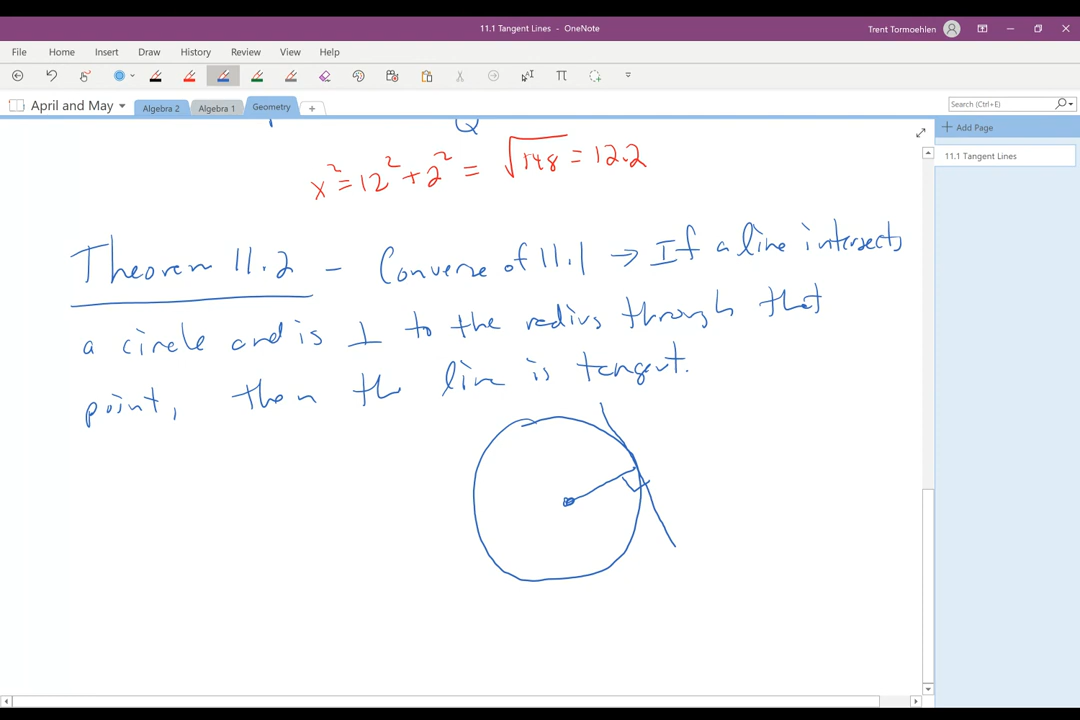 11.1 Tangent Lines - OneNote
Trent Tormoehlen
File Home Insert Draw History Review View Help
April and May Algebra 2 Algebra 1 Geometry +
Search (Ctrl+E)
Add Page
11.1 Tangent Lines
Q
x² = 12² + 2² = √148 = 12.2
Theorem 11.2 - Converse of 11.1 → If a line intersects
a circle and is ⊥ to the radius through that
point, then the line is tangent.